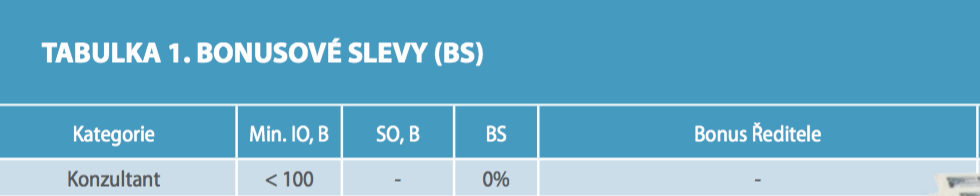 TABULKA 1. BONUSOVÉ SLEVY (BS)
Kategorie Min. IO, B SO, B BS Bonus Ředitele
Konzultant < 100 - 0% -